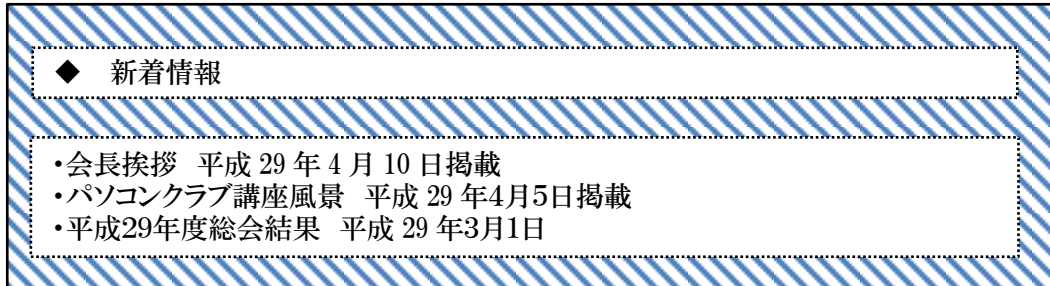 ◆　新着情報
・会長挨拶　平成 29 年 4 月 10 日掲載
・パソコンクラブ講座風景　平成 29 年４月５日掲載
・平成２９年度総会結果　平成 29 年３月１日